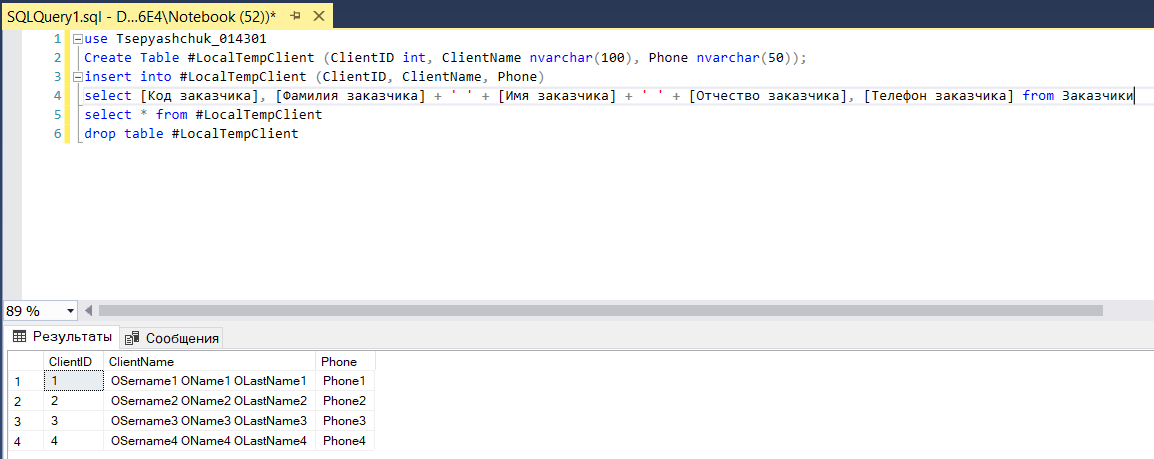 SQLQuery1.sql - D...6E4\Notebook (52))*
1 use Tsepyashchuk_014301
2 Create Table #LocalTempClient (ClientID int, ClientName nvarchar(100), Phone nvarchar(50));
3 insert into #LocalTempClient (ClientID, ClientName, Phone)
4 select [Код заказчика], [Фамилия заказчика] + ' ' + [Имя заказчика] + ' ' + [Отчество заказчика], [Телефон заказчика] from Заказчики
5 select * from #LocalTempClient
6 drop table #LocalTempClient
89 %
Результаты Сообщения
ClientID ClientName Phone
1 1 OSername1 OName1 OLastName1 Phone1
2 2 OSername2 OName2 OLastName2 Phone2
3 3 OSername3 OName3 OLastName3 Phone3
4 4 OSername4 OName4 OLastName4 Phone4